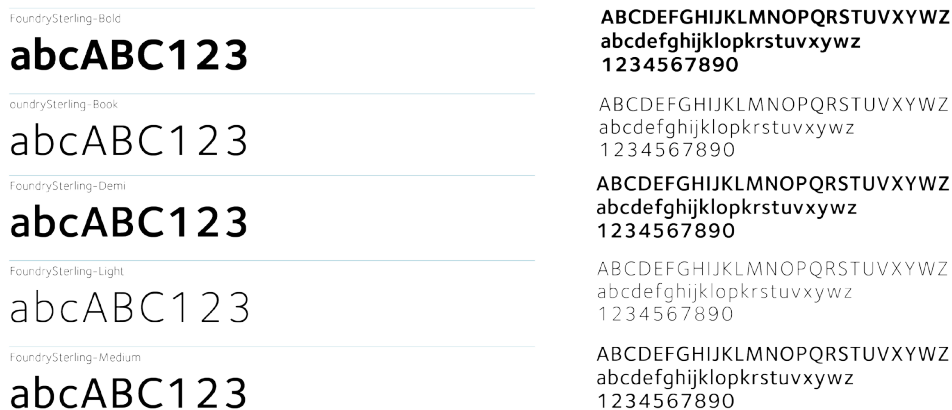 FoundrySterling-Bold
abcABC123
ABCDEFGHIJKLMNOPQRSTUVXYWZ
abcdefghijklopkrstuvxywz
1234567890
oundrySterling-Book
abcABC123
ABCDEFGHIJKLMNOPQRSTUVXYWZ
abcdefghijklopkrstuvxywz
1234567890
FoundrySterling-Demi
abcABC123
ABCDEFGHIJKLMNOPQRSTUVXYWZ
abcdefghijklopkrstuvxywz
1234567890
FoundrySterling-Light
abcABC123
ABCDEFGHIJKLMNOPQRSTUVXYWZ
abcdefghijklopkrstuvxywz
1234567890
FoundrySterling-Medium
abcABC123
ABCDEFGHIJKLMNOPQRSTUVXYWZ
abcdefghijklopkrstuvxywz
1234567890